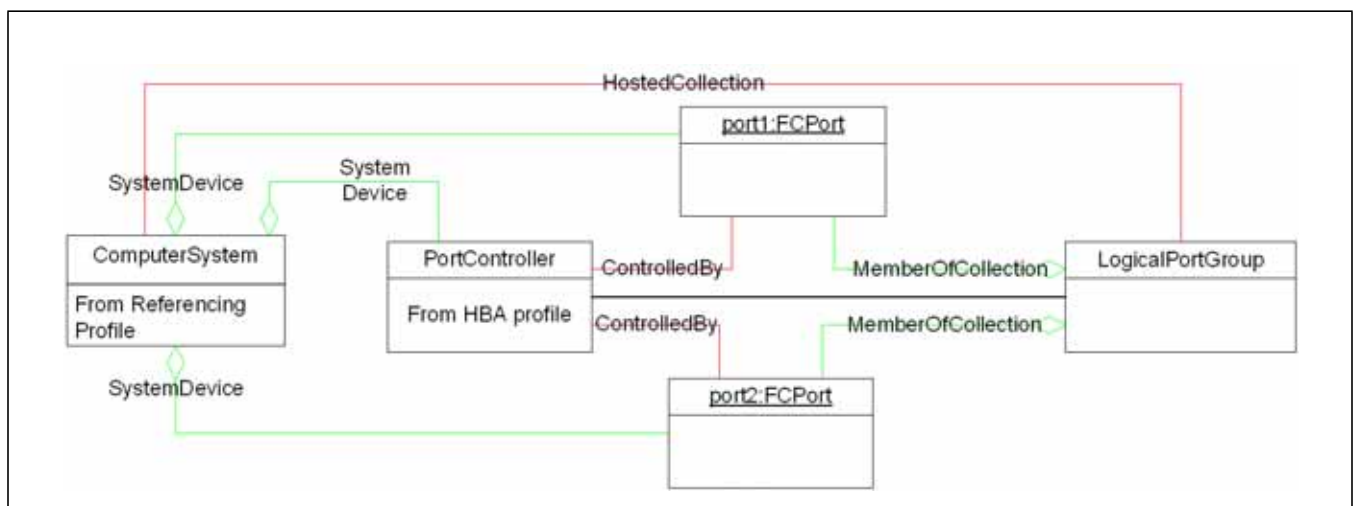 HostedCollection
port1:FCPort
System
Device
SystemDevice
ComputerSystem
From Referencing
Profile
PortController
From HBA profile
ControlledBy
MemberOfCollection
LogicalPortGroup
ControlledBy
MemberOfCollection
SystemDevice
port2:FCPort